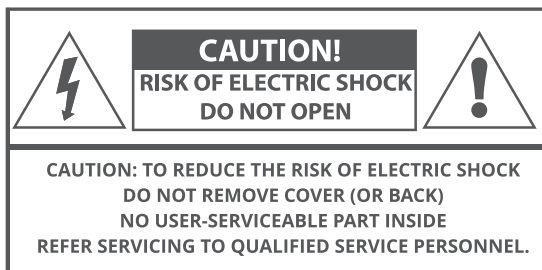 CAUTION!
RISK OF ELECTRIC SHOCK
DO NOT OPEN
CAUTION: TO REDUCE THE RISK OF ELECTRIC SHOCK
DO NOT REMOVE COVER (OR BACK)
NO USER-SERVICEABLE PART INSIDE
REFER SERVICING TO QUALIFIED SERVICE PERSONNEL.